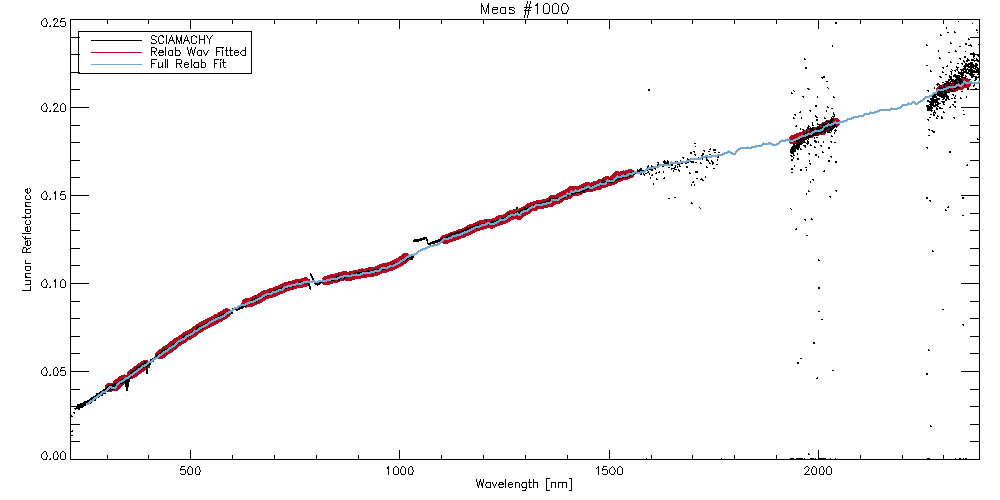 Meas #1000
SCIAMACHY
Relab Wav Fitted
Full Relab Fit
0.25
0.20
0.15
0.10
0.05
0.00
Lunar Reflectance
500
1000
1500
2000
Wavelength [nm]